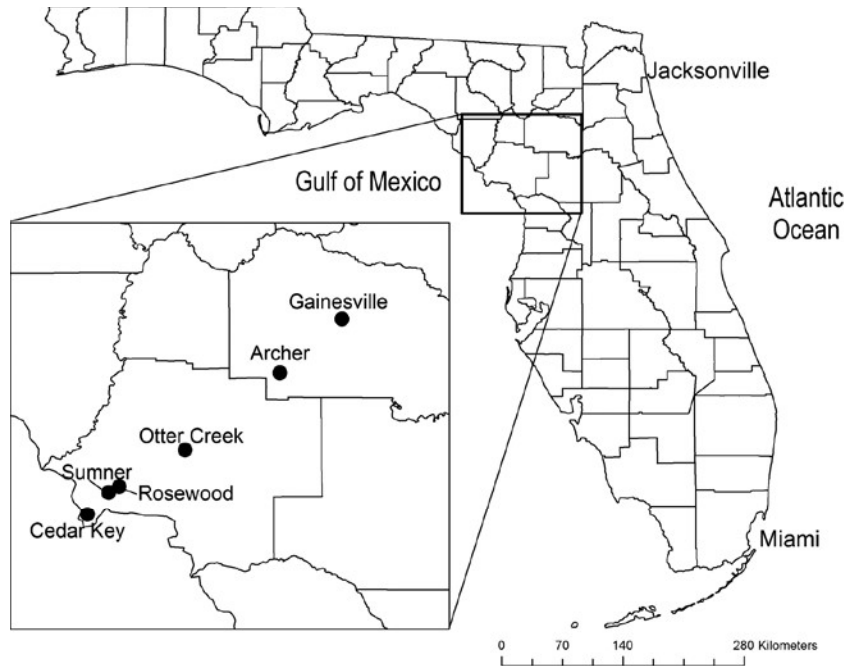 Jacksonville
Gulf of Mexico
Atlantic
Ocean
Gainesville
Archer
Otter Creek
Sumner
Rosewood
Cedar Key
Miami
0 70 140 280 Kilometers